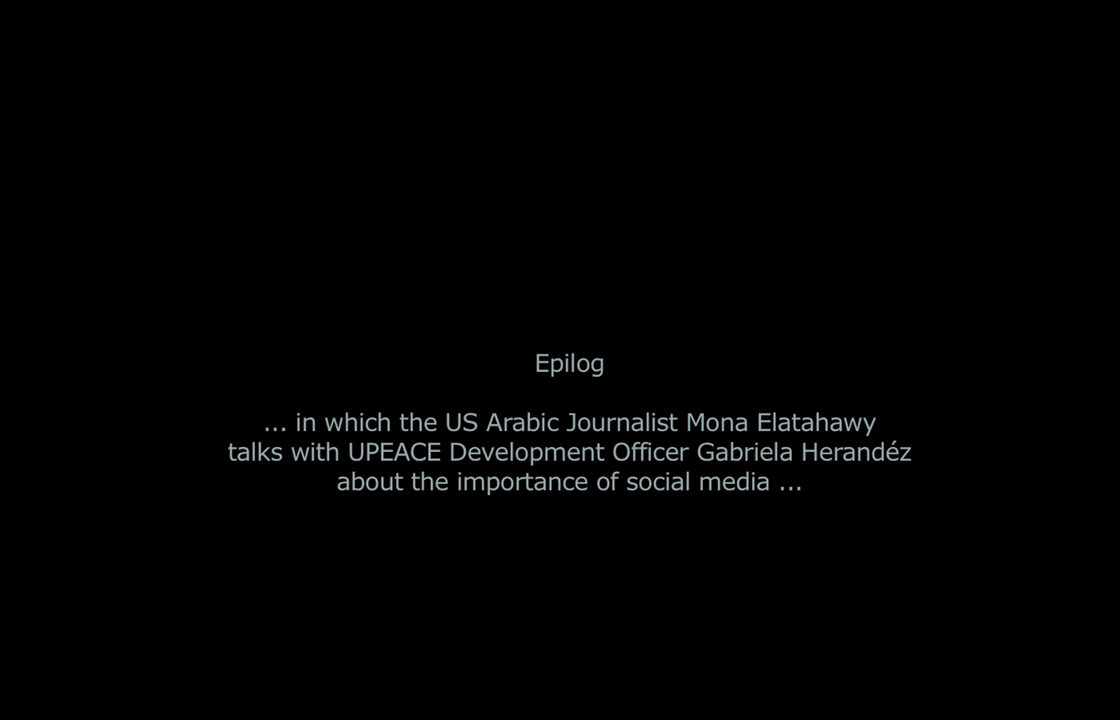 Epilog
... in which the US Arabic Journalist Mona Elatahawy
talks with UPEACE Development Officer Gabriela Herandéz
about the importance of social media ...